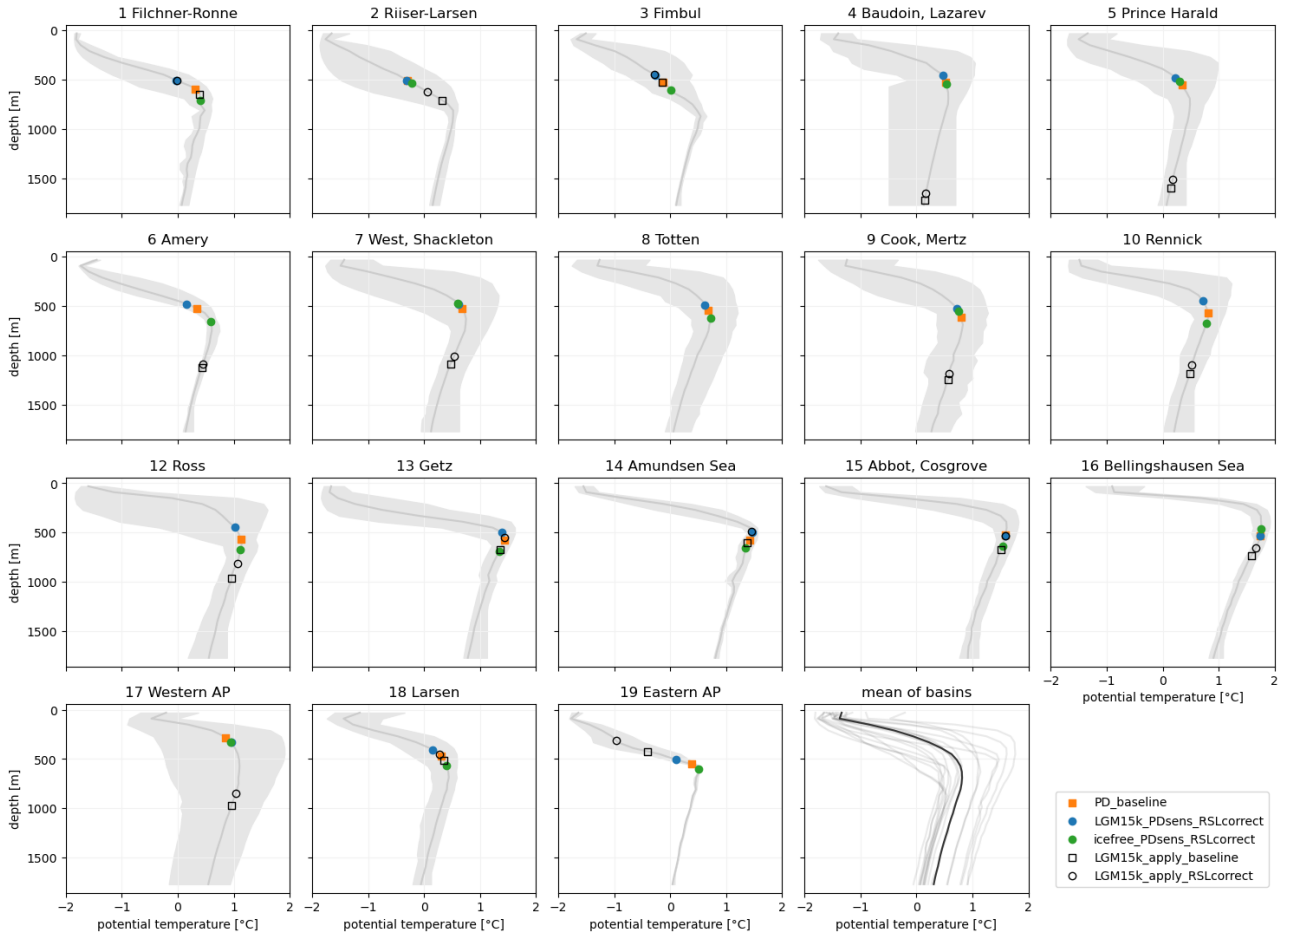 1 Filchner-Ronne
2 Riiser-Larsen
3 Fimbul
4 Baudoin, Lazarev
5 Prince Harald
0
500
1000
1500
depth [m]
6 Amery
7 West, Shackleton
8 Totten
9 Cook, Mertz
10 Rennick
0
500
1000
1500
depth [m]
12 Ross
13 Getz
14 Amundsen Sea
15 Abbot, Cosgrove
16 Bellingshausen Sea
0
500
1000
1500
depth [m]
−2 −1 0 1 2
potential temperature [°C]
17 Western AP
18 Larsen
19 Eastern AP
mean of basins
0
500
1000
1500
depth [m]
−2 −1 0 1 2
potential temperature [°C]
−2 −1 0 1 2
potential temperature [°C]
−2 −1 0 1 2
potential temperature [°C]
−2 −1 0 1 2
potential temperature [°C]
PD_baseline
LGM15k_PDsens_RSLcorrect
icefree_PDsens_RSLcorrect
LGM15k_apply_baseline
LGM15k_apply_RSLcorrect